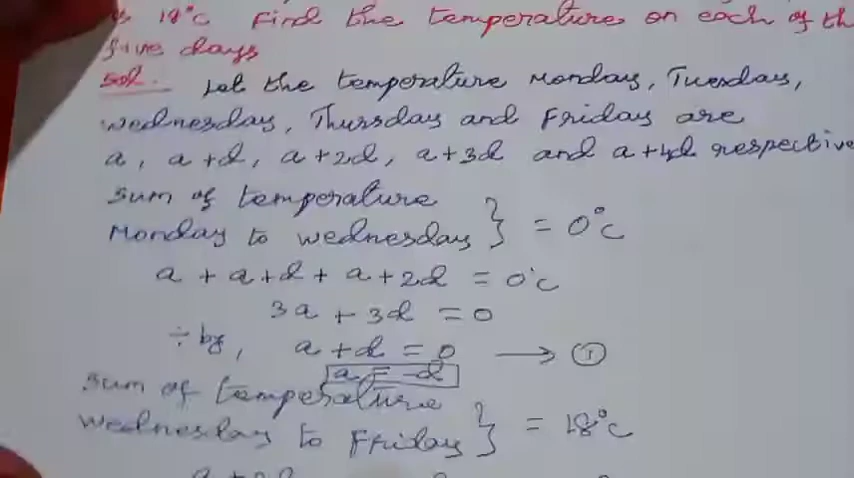 is 18°C Find the temperature on each of th
five days
Sol. Let the temperature Monday, Tuesday,
Wednesday, Thursday and Friday are
a, a+d, a+2d, a+3d and a+4d respective
Sum of temperature
Monday to Wednesday } = 0°C
a + a+d + a+2d = 0°C
3a + 3d = 0
÷ by, a + d = 0 → ①
a = -d
Sum of temperature
Wednesday to Friday } = 18°C